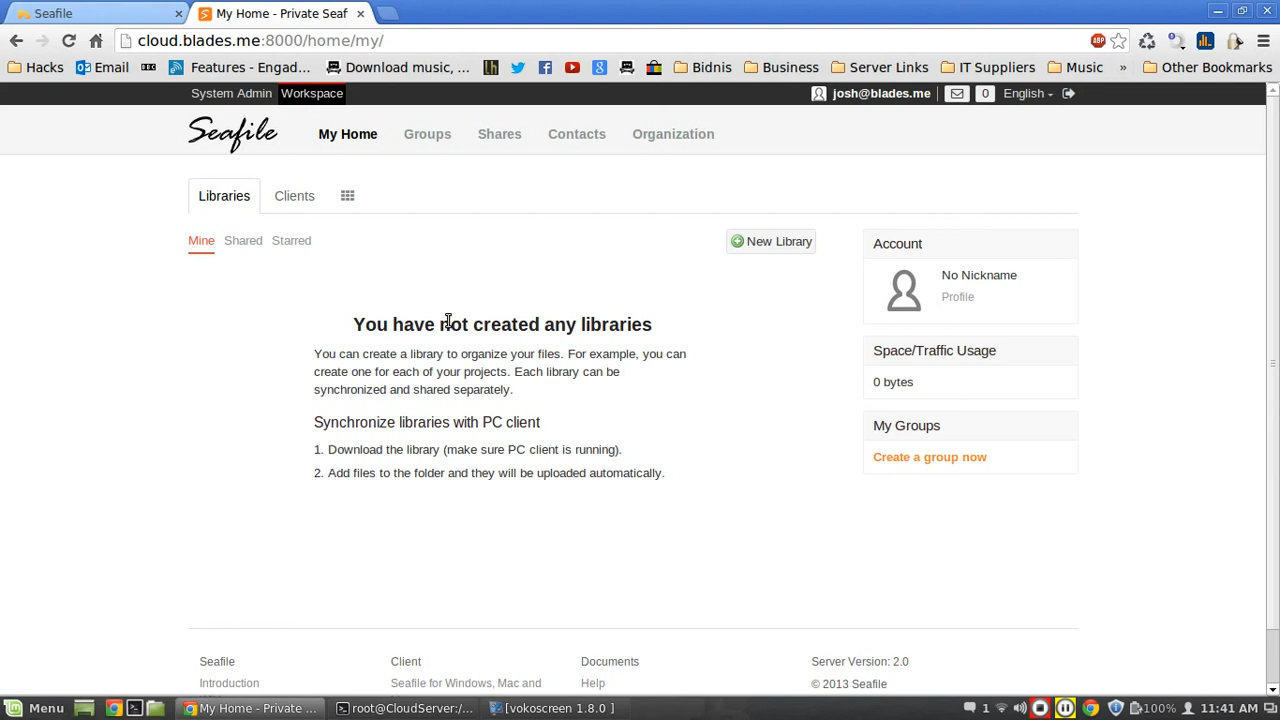 Seafile
My Home - Private Seaf
cloud.blades.me:8000/home/my/
ABP
Hacks
Email
Features - Engad...
Download music, ...
Bidnis
Business
Server Links
IT Suppliers
Music
»
Other Bookmarks
System Admin
Workspace
josh@blades.me
0
English
Seafile
My Home
Groups
Shares
Contacts
Organization
Libraries
Clients
Mine
Shared
Starred
New Library
You have not created any libraries
You can create a library to organize your files. For example, you can
create one for each of your projects. Each library can be
synchronized and shared separately.
Synchronize libraries with PC client
1. Download the library (make sure PC client is running).
2. Add files to the folder and they will be uploaded automatically.
Account
No Nickname
Profile
Space/Traffic Usage
0 bytes
My Groups
Create a group now
Seafile
Client
Documents
Server Version: 2.0
Introduction
Seafile for Windows, Mac and
Help
© 2013 Seafile
Menu
My Home - Private ...
root@CloudServer:/...
[vokoscreen 1.8.0 ]
1
100%
11:41 AM